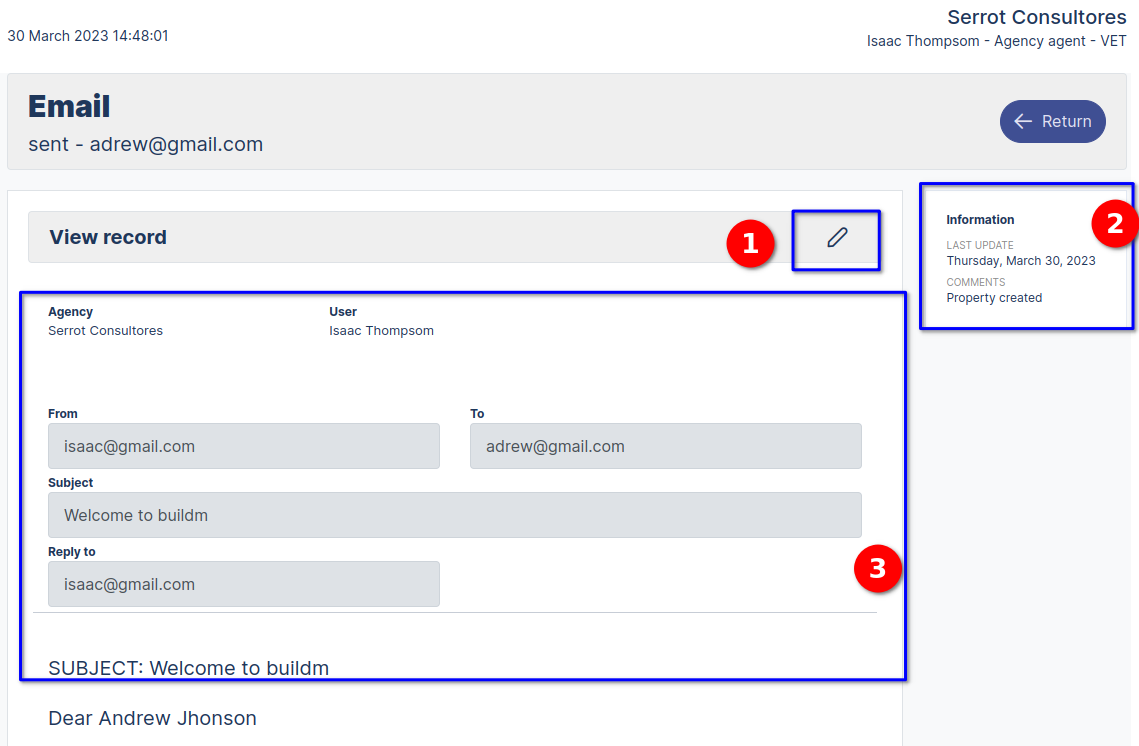 Serrot Consultores
30 March 2023 14:48:01
Isaac Thompsom - Agency agent - VET
Email
sent - adrew@gmail.com
Return
View record
1
Information
2
LAST UPDATE
Thursday, March 30, 2023
COMMENTS
Property created
Agency
User
Serrot Consultores
Isaac Thompsom
From
To
isaac@gmail.com
adrew@gmail.com
Subject
Welcome to buildm
Reply to
isaac@gmail.com
3
SUBJECT: Welcome to buildm
Dear Andrew Jhonson